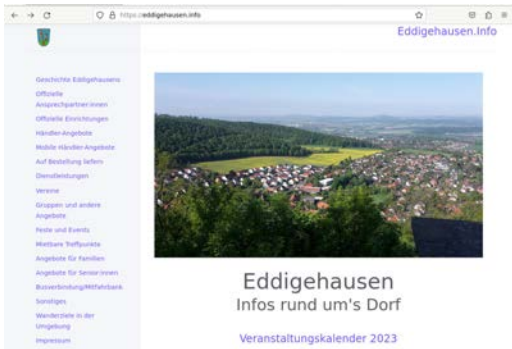 https://eddigehausen.info
Eddigehausen.Info
Geschichte Eddigehausens
Offizielle
Ansprechpartner:innen
Offizielle Einrichtungen
Händler-Angebote
Mobile Händler-Angebote
Auf Bestellung liefern
Dienstleistungen
Vereine
Gruppen und andere
Angebote
Feste und Events
Mietbare Treffpunkte
Angebote für Familien
Angebote für Senior:innen
Busverbindung/Mitfahrbank
Sonstiges
Wanderziele in der
Umgebung
Impressum
Eddigehausen
Infos rund um's Dorf
Veranstaltungskalender 2023